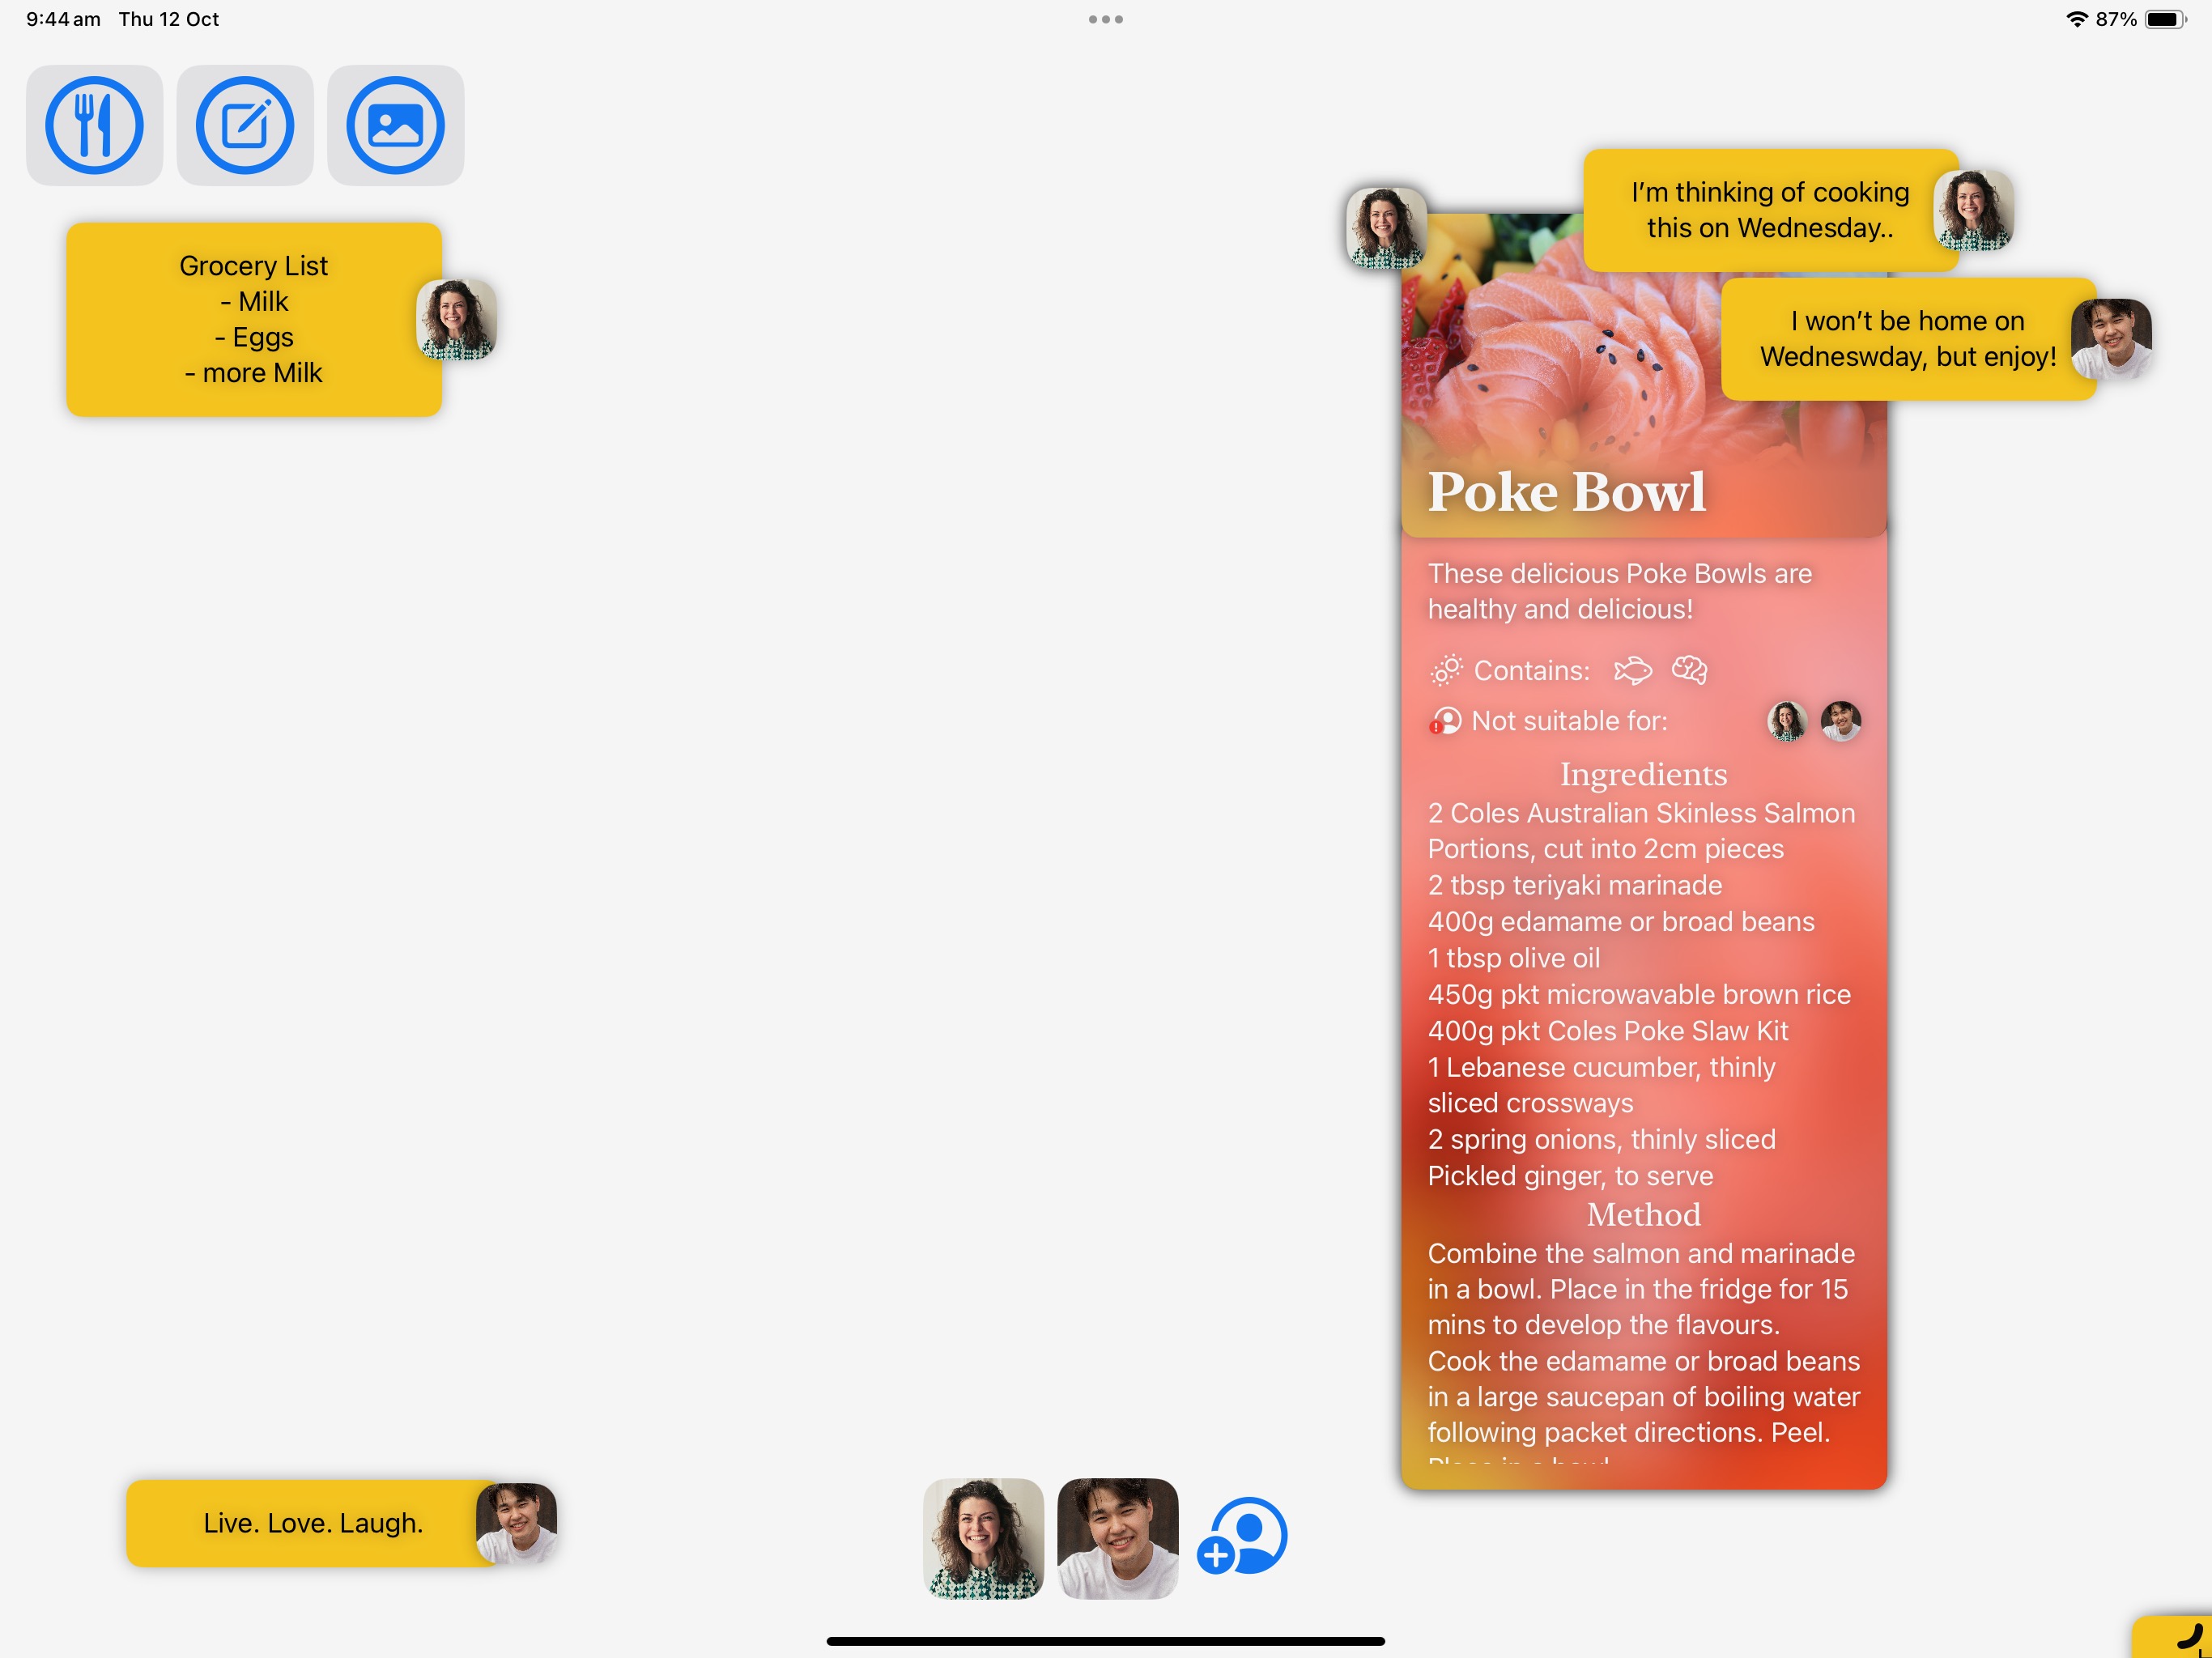 9:44 am Thu 12 Oct
87%
Grocery List
- Milk
- Eggs
- more Milk
I'm thinking of cooking
this on Wednesday..
I won't be home on
Wedneswday, but enjoy!
Poke Bowl
These delicious Poke Bowls are
healthy and delicious!
Contains:
Not suitable for:
Ingredients
2 Coles Australian Skinless Salmon
Portions, cut into 2cm pieces
2 tbsp teriyaki marinade
400g edamame or broad beans
1 tbsp olive oil
450g pkt microwavable brown rice
400g pkt Coles Poke Slaw Kit
1 Lebanese cucumber, thinly
sliced crossways
2 spring onions, thinly sliced
Pickled ginger, to serve
Method
Combine the salmon and marinade
in a bowl. Place in the fridge for 15
mins to develop the flavours.
Cook the edamame or broad beans
in a large saucepan of boiling water
following packet directions. Peel.
Live. Love. Laugh.